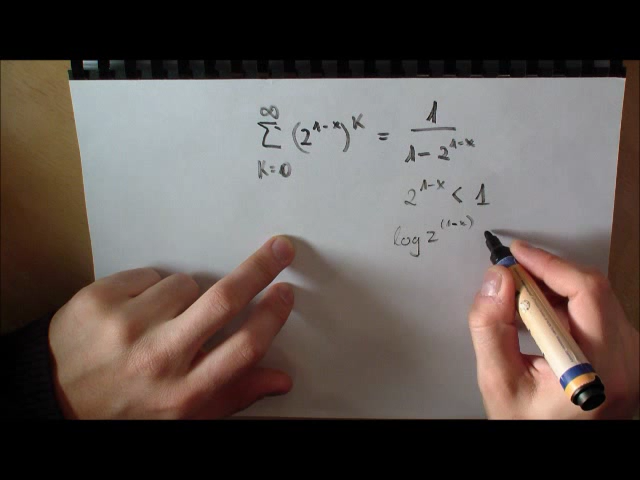 ∞
∑ (2^{1-x})^K = 1 / (1 - 2^{1-x})
K=0
2^{1-x} < 1
log 2^{(1-x)}